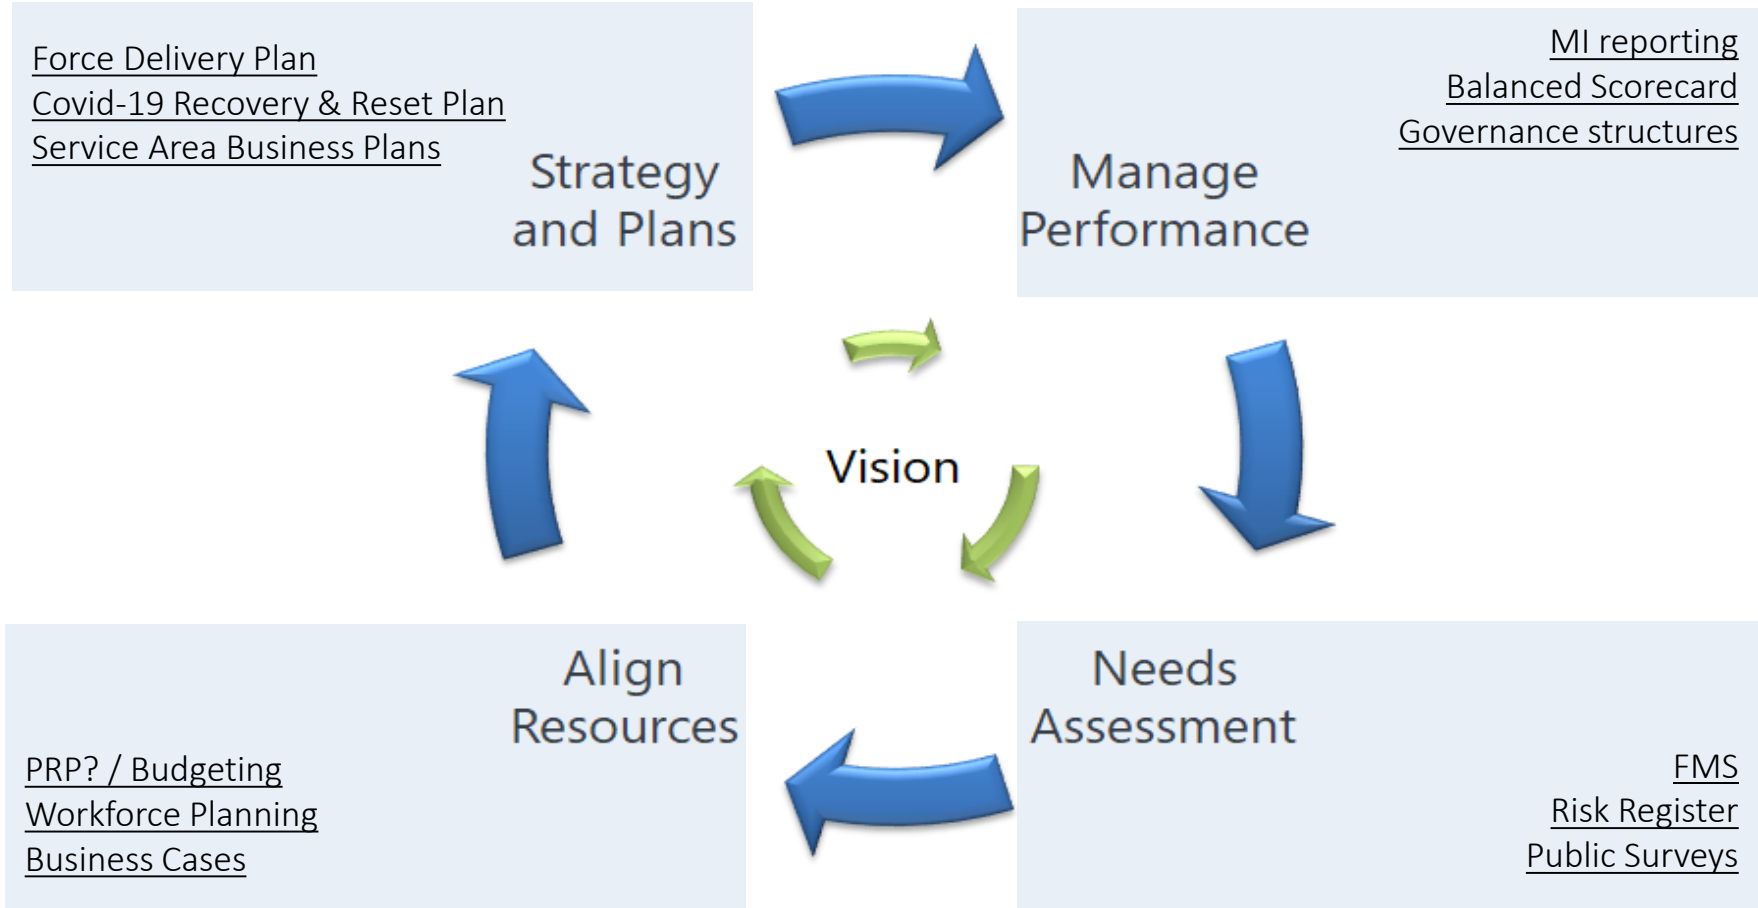 Force Delivery Plan
Covid-19 Recovery & Reset Plan
Service Area Business Plans
Strategy
and Plans
MI reporting
Balanced Scorecard
Governance structures
Manage
Performance
Vision
Align
Resources
PRP? / Budgeting
Workforce Planning
Business Cases
Needs
Assessment
FMS
Risk Register
Public Surveys